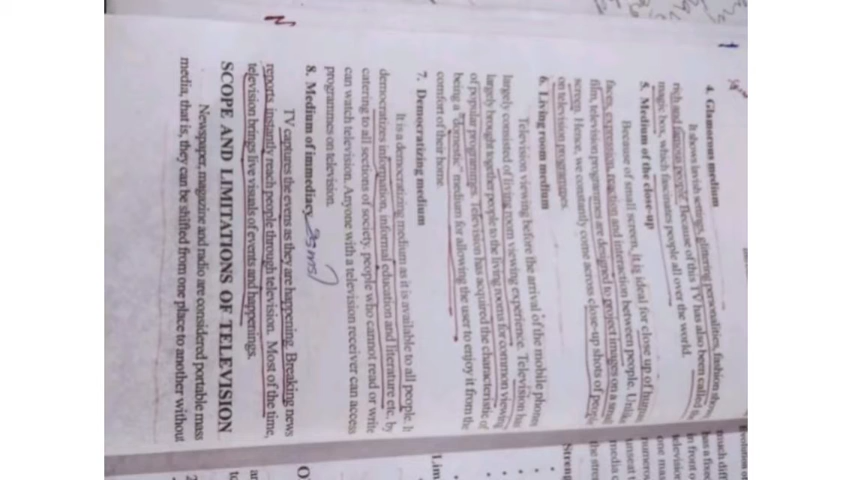 4. Glamorous medium
It shows lavish settings, glittering personalities, fashion
rich and famous people. Because of this TV has also been called
magic box, which fascinates people all over the world.
5. Medium of the close-up
Because of small screen, it is ideal for close up of
faces, expression, reaction and interaction between people.
film, television programmes are designed to project images on a small
screen. Hence, we constantly come across close-up shots of people
on television programmes.
6. Living room medium
Television viewing before the arrival of the mobile phones
largely consisted of living room viewing experience. Television has
largely brought together people to the living rooms for common viewing
of popular programmes. Television has acquired the characteristic of
being a "domestic" medium for allowing the user to enjoy it from the
comfort of their home.
7. Democratizing medium
It is a democratizing medium as it is available to all people. It
democratizes information, informal education and literature etc, by
catering to all sections of society, people who cannot read or write
can watch television. Anyone with a television receiver can access
programmes on television.
8. Medium of immediacy
TV captures the evens as they are happening. Breaking news
reports instantly reach people through television. Most of the time,
television brings live visuals of events and happenings.
SCOPE AND LIMITATIONS OF TELEVISION
Newspaper, magazine and radio are considered portable mass
media, that is, they can be shifted from one place to another without